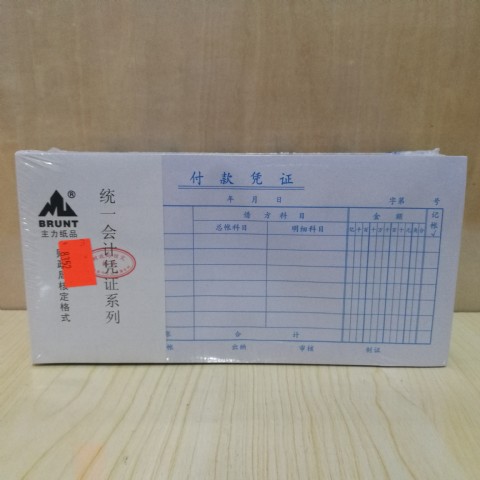 付款凭证
年 月 日 字第 号
借方科目 金额 记帐
总帐科目 明细科目
合 计
出纳 审核 制证
®
BRUNT
主力纸品
核定格式
统一会计凭证系列